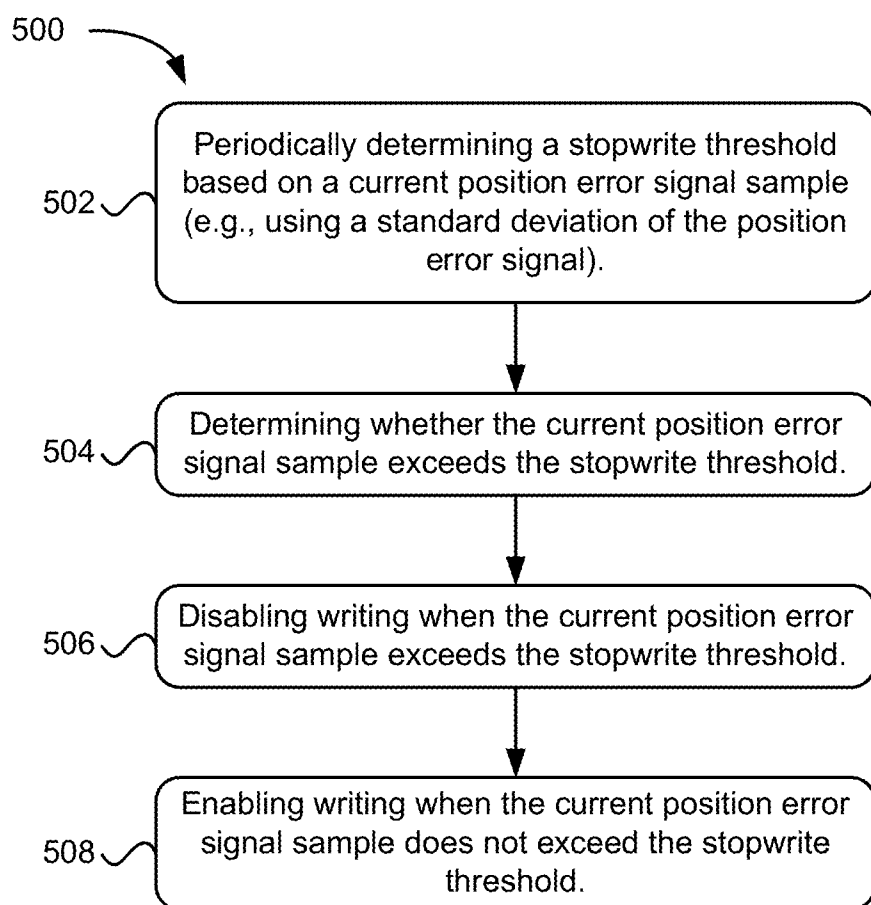 500
Periodically determining a stopwrite threshold
based on a current position error signal sample
(e.g., using a standard deviation of the position
error signal).
502
Determining whether the current position error
signal sample exceeds the stopwrite threshold.
504
Disabling writing when the current position error
signal sample exceeds the stopwrite threshold.
506
Enabling writing when the current position error
signal sample does not exceed the stopwrite
threshold.
508